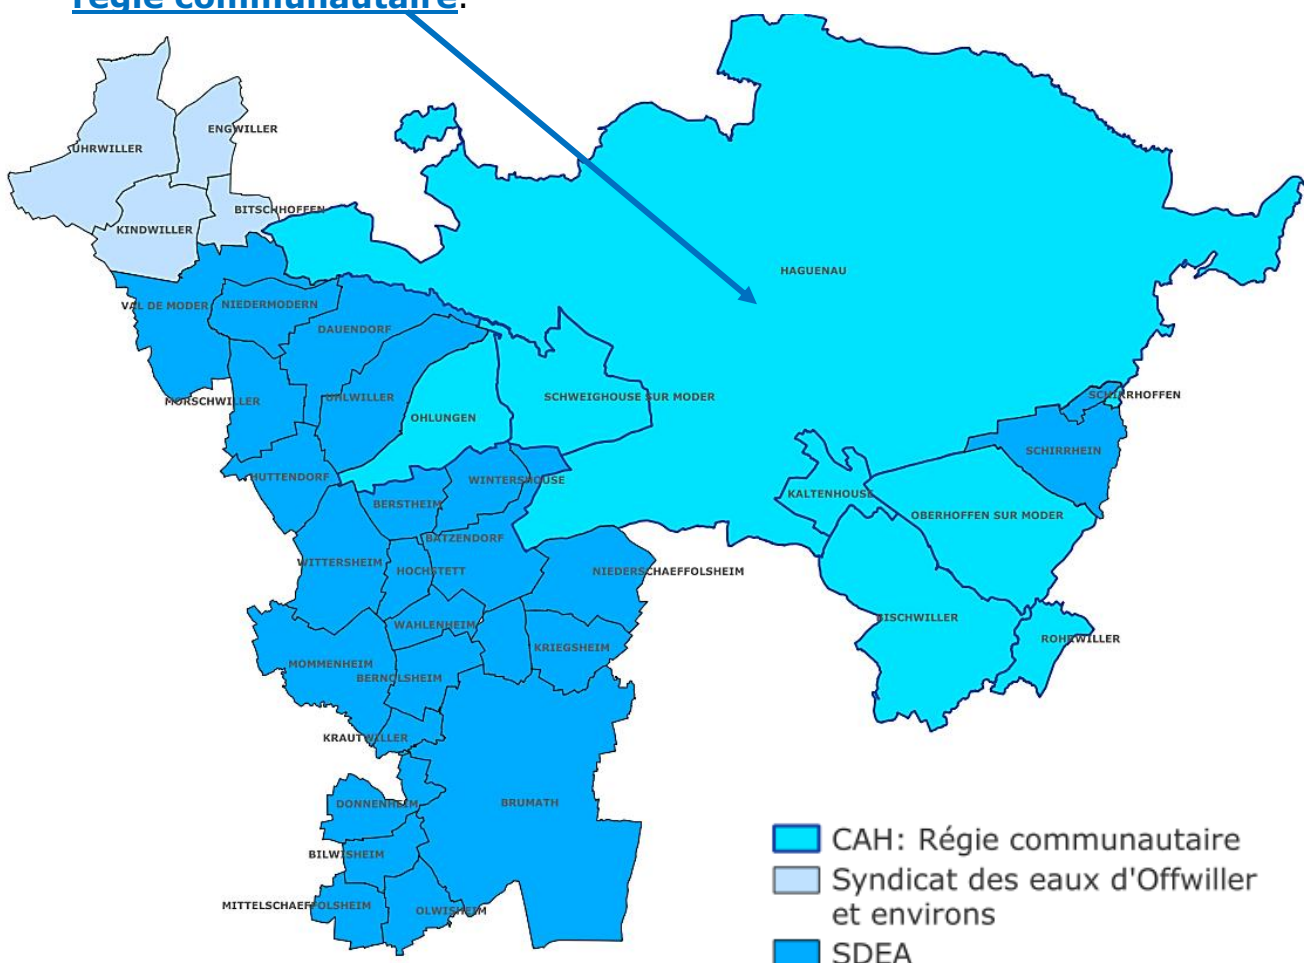 régie communautaire.
ENGWILLER
UHRWILLER
BITSCHHOFFEN
KINDWILLER
HAGUENAU
VAL DE MODER
NIEDERMODERN
DAUENDORF
SCHIRRHOFFEN
MORSCHWILLER
UHLWILLER
SCHWEIGHOUSE SUR MODER
OHLUNGEN
SCHIRRHEIN
HUTTENDORF
WINTERSHOUSE
KALTENHOUSE
BERSTHEIM
OBERHOFFEN SUR MODER
BATZENDORF
WITTERSHEIM
HOCHSTETT
NIEDERSCHAEFFOLSHEIM
BISCHWILLER
WAHLENHEIM
ROHRWILLER
KRIEGSHEIM
MOMMENHEIM
BERNOLSHEIM
KRAUTWILLER
DONNENHEIM
BRUMATH
BILWISHEIM
MITTELSCHAEFFOLSHEIM
OLWISHEIM
CAH: Régie communautaire
Syndicat des eaux d'Offwiller
et environs
SDEA